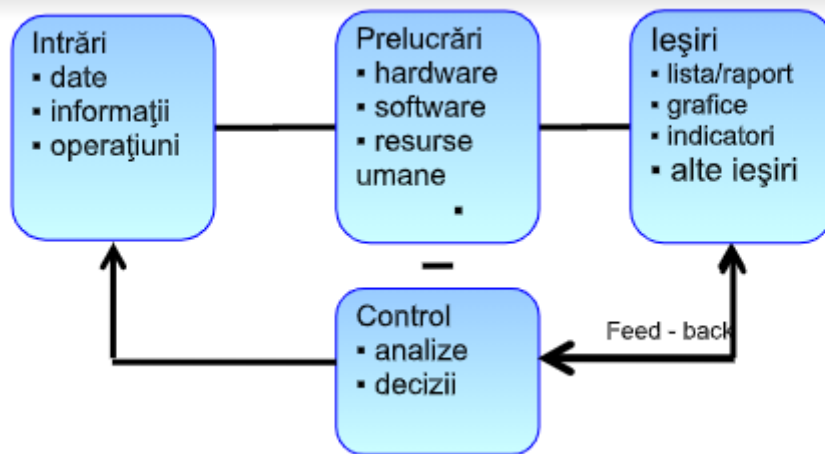 Intrări
▪ date
▪ informaţii
▪ operaţiuni
Prelucrări
▪ hardware
▪ software
▪ resurse
umane
▪
Ieşiri
▪ lista/raport
▪ grafice
▪ indicatori
▪ alte ieşiri
Control
▪ analize
▪ decizii
Feed - back